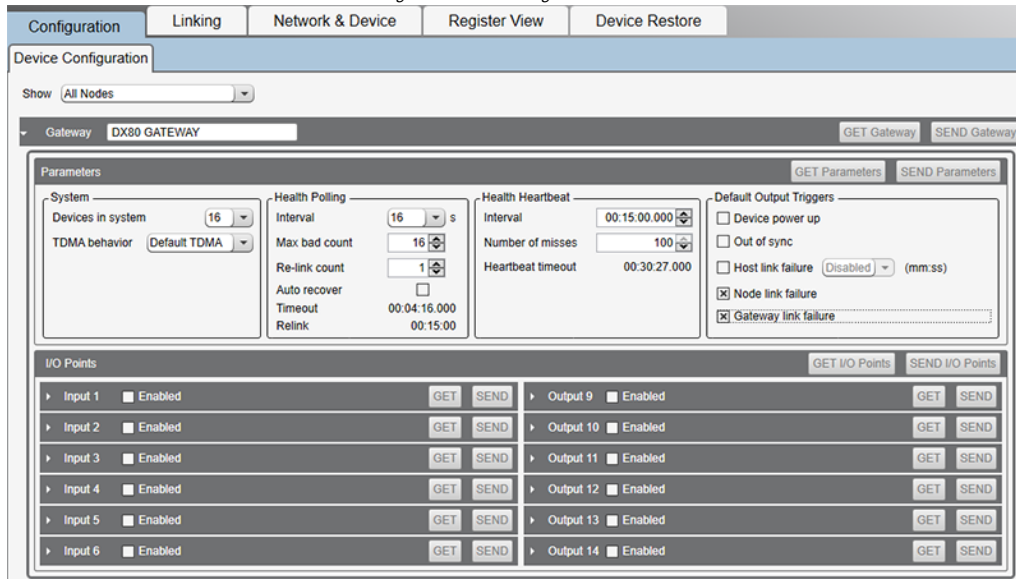 Configuration
Linking
Network & Device
Register View
Device Restore
Device Configuration
Show All Nodes
Gateway DX80 GATEWAY GET Gateway SEND Gateway
Parameters GET Parameters SEND Parameters
System
Devices in system 16
TDMA behavior Default TDMA
Health Polling
Interval 16 s
Max bad count 16
Re-link count 1
Auto recover
Timeout 00:04:16.000
Relink 00:15:00
Health Heartbeat
Interval 00:15:00.000
Number of misses 100
Heartbeat timeout 00:30:27.000
Default Output Triggers
Device power up
Out of sync
Host link failure Disabled (mm:ss)
Node link failure
Gateway link failure
I/O Points GET I/O Points SEND I/O Points
Input 1 Enabled GET SEND
Output 9 Enabled GET SEND
Input 2 Enabled GET SEND
Output 10 Enabled GET SEND
Input 3 Enabled GET SEND
Output 11 Enabled GET SEND
Input 4 Enabled GET SEND
Output 12 Enabled GET SEND
Input 5 Enabled GET SEND
Output 13 Enabled GET SEND
Input 6 Enabled GET SEND
Output 14 Enabled GET SEND